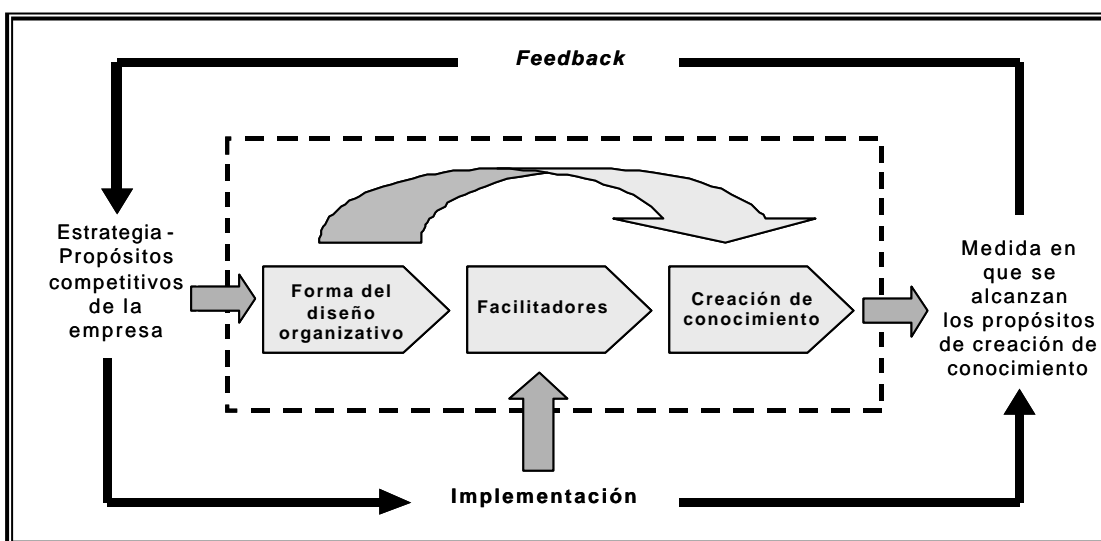 Feedback
Estrategia -
Propósitos
competitivos
de la
empresa
Forma del
diseño
organizativo
Facilitadores
Creación de
conocimiento
Medida en
que se
alcanzan
los propósitos
de creación de
conocimiento
Implementación